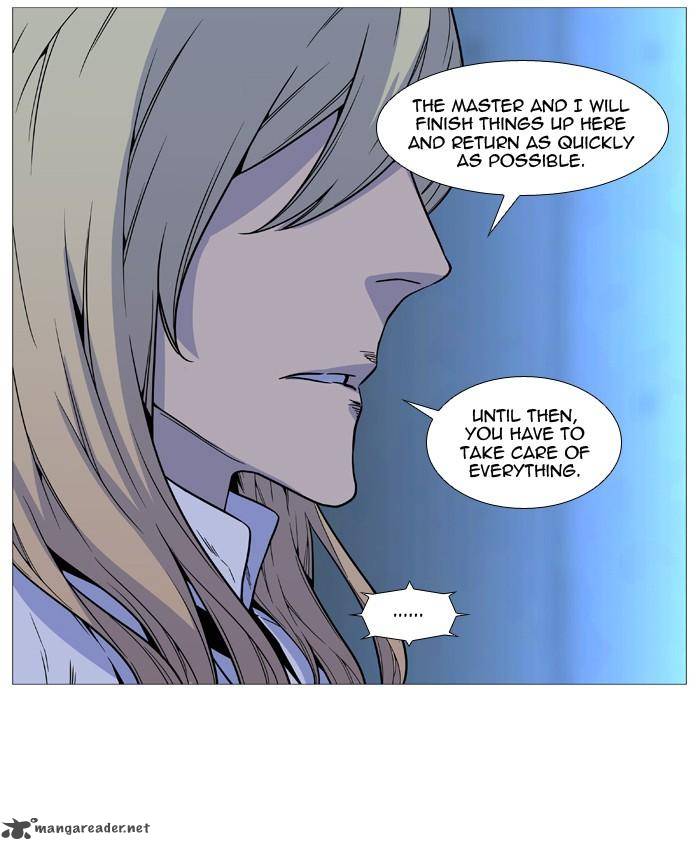 THE MASTER AND I WILL
FINISH THINGS UP HERE
AND RETURN AS QUICKLY
AS POSSIBLE.
UNTIL THEN,
YOU HAVE TO
TAKE CARE OF
EVERYTHING.
......
mangareader.net